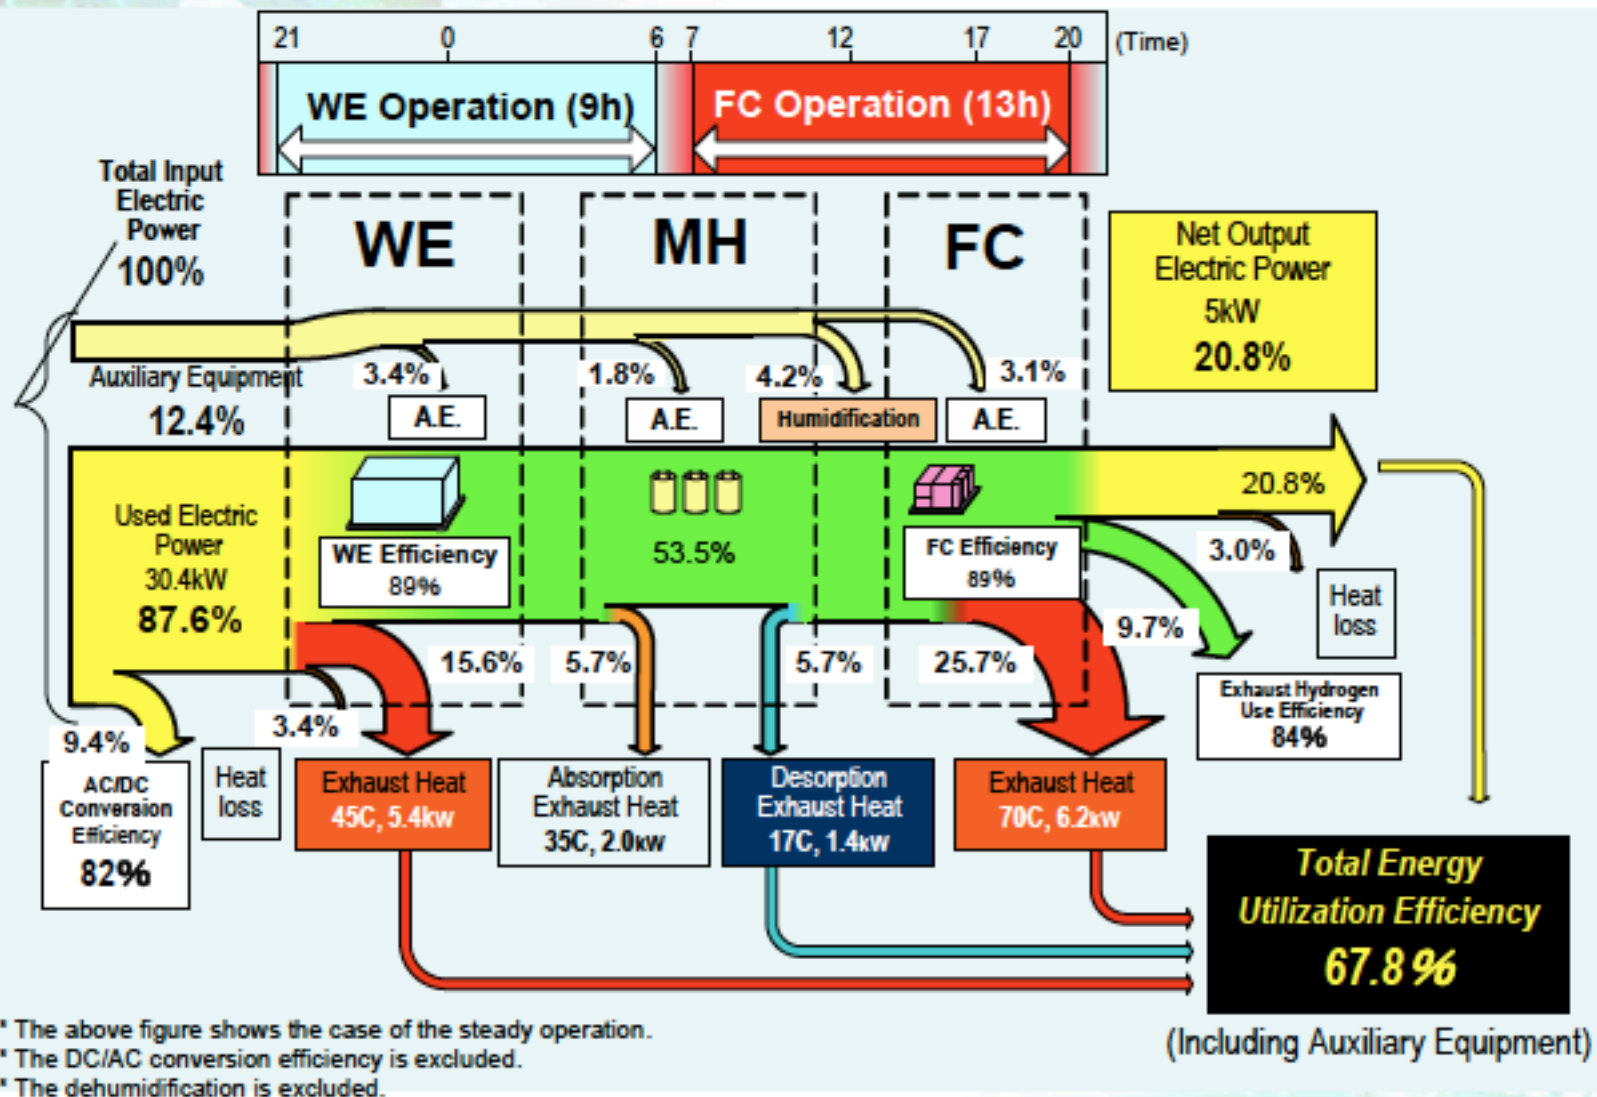 21 0 6 7 12 17 20 (Time)
WE Operation (9h)
FC Operation (13h)
Total Input
Electric
Power
100%
WE
MH
FC
Net Output
Electric Power
5kW
20.8%
Auxiliary Equipment
12.4%
3.4%
A.E.
1.8%
A.E.
4.2%
Humidification
3.1%
A.E.
Used Electric
Power
30.4kW
87.6%
WE Efficiency
89%
53.5%
FC Efficiency
89%
20.8%
3.0%
Heat
loss
9.7%
Exhaust Hydrogen
Use Efficiency
84%
15.6%
5.7%
5.7%
25.7%
3.4%
9.4%
AC/DC
Conversion
Efficiency
82%
Heat
loss
Exhaust Heat
45C, 5.4kw
Absorption
Exhaust Heat
35C, 2.0kw
Desorption
Exhaust Heat
17C, 1.4kw
Exhaust Heat
70C, 6.2kw
Total Energy
Utilization Efficiency
67.8%
(Including Auxiliary Equipment)
* The above figure shows the case of the steady operation.
* The DC/AC conversion efficiency is excluded.
* The dehumidification is excluded.